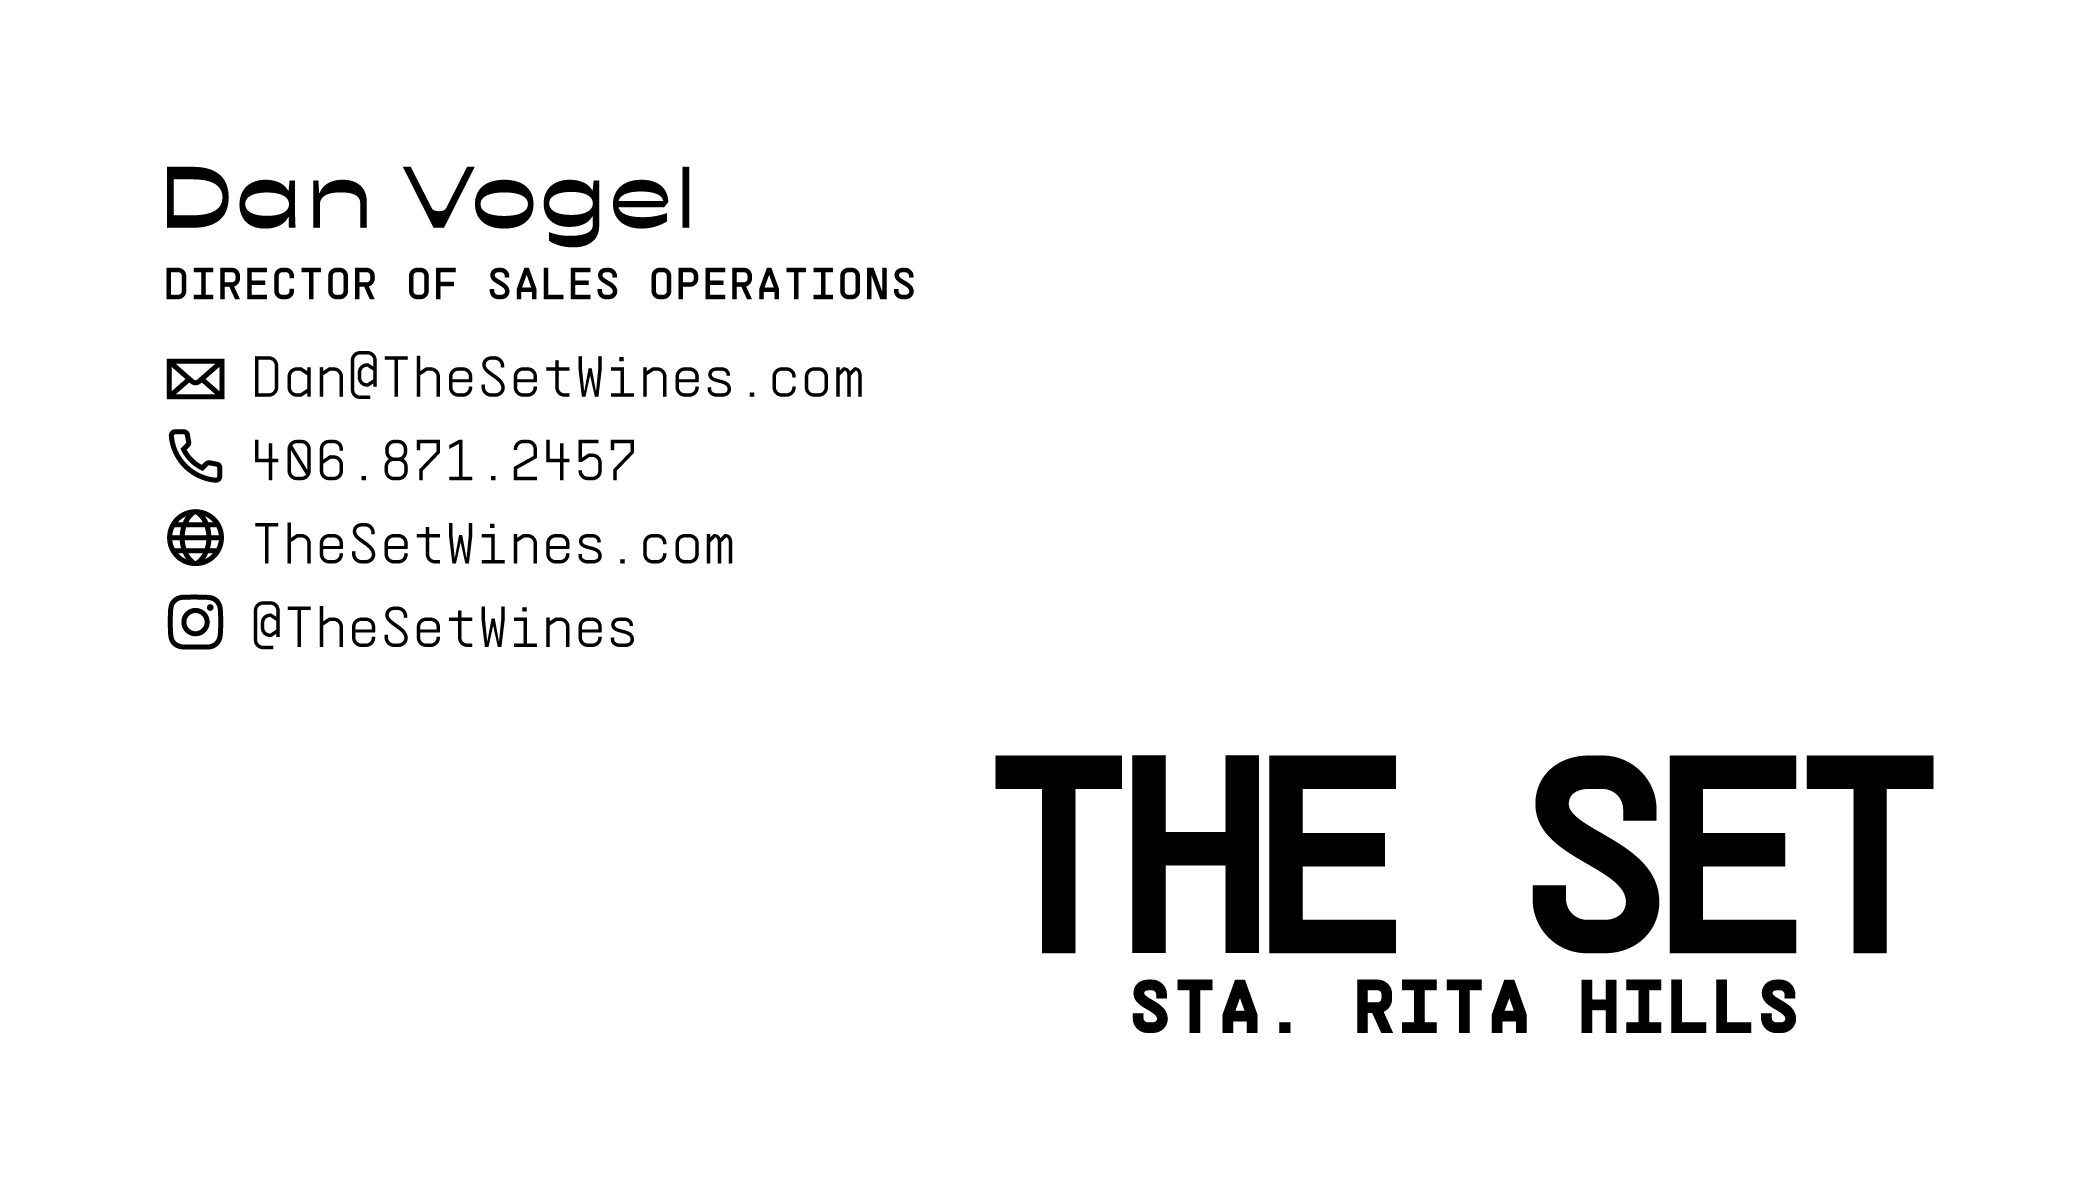 Dan Vogel
DIRECTOR OF SALES OPERATIONS
Dan@TheSetWines.com
406.871.2457
TheSetWines.com
@TheSetWines
THE SET
STA. RITA HILLS